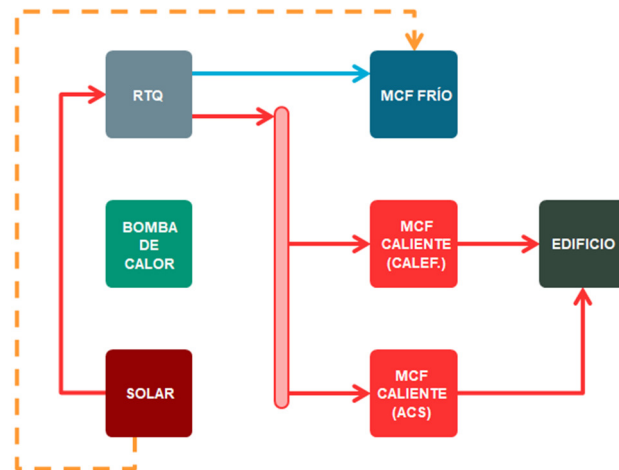 RTQ
MCF FRÍO
BOMBA
DE
CALOR
MCF
CALIENTE
(CALEF.)
EDIFICIO
SOLAR
MCF
CALIENTE
(ACS)